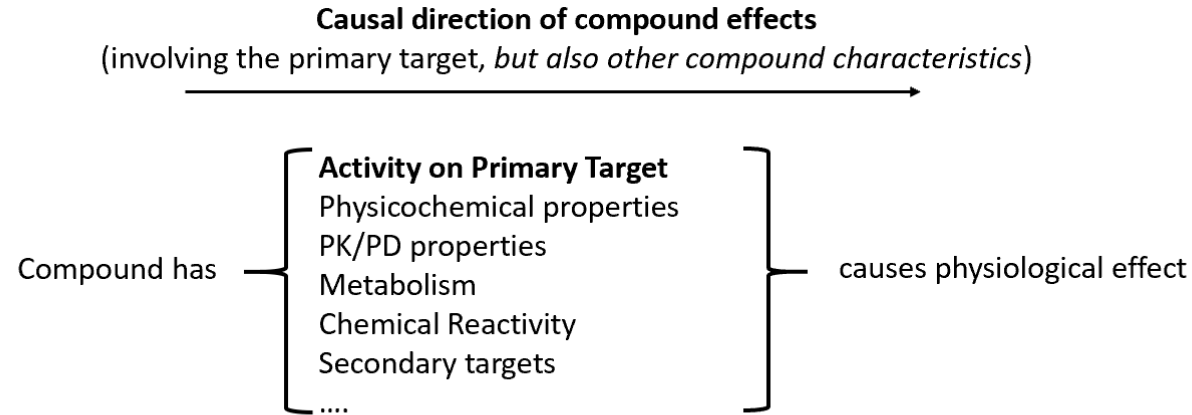 Causal direction of compound effects
(involving the primary target, but also other compound characteristics)
Activity on Primary Target
Physicochemical properties
PK/PD properties
Compound has
causes physiological effect
Metabolism
Chemical Reactivity
Secondary targets
....